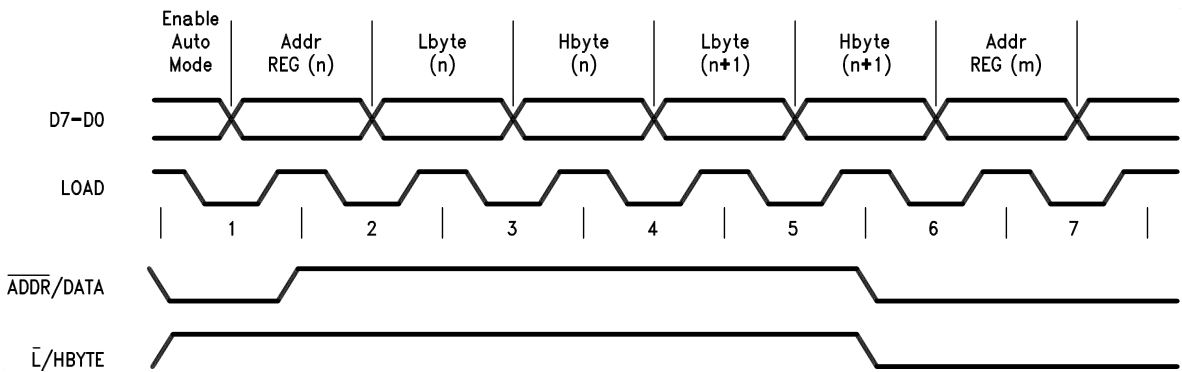 Enable
Auto
Mode
Addr
REG (n)
Lbyte
(n)
Hbyte
(n)
Lbyte
(n+1)
Hbyte
(n+1)
Addr
REG (m)
D7-D0
LOAD
1 2 3 4 5 6 7
A̅D̅D̅R̅/DATA
L̅/HBYTE